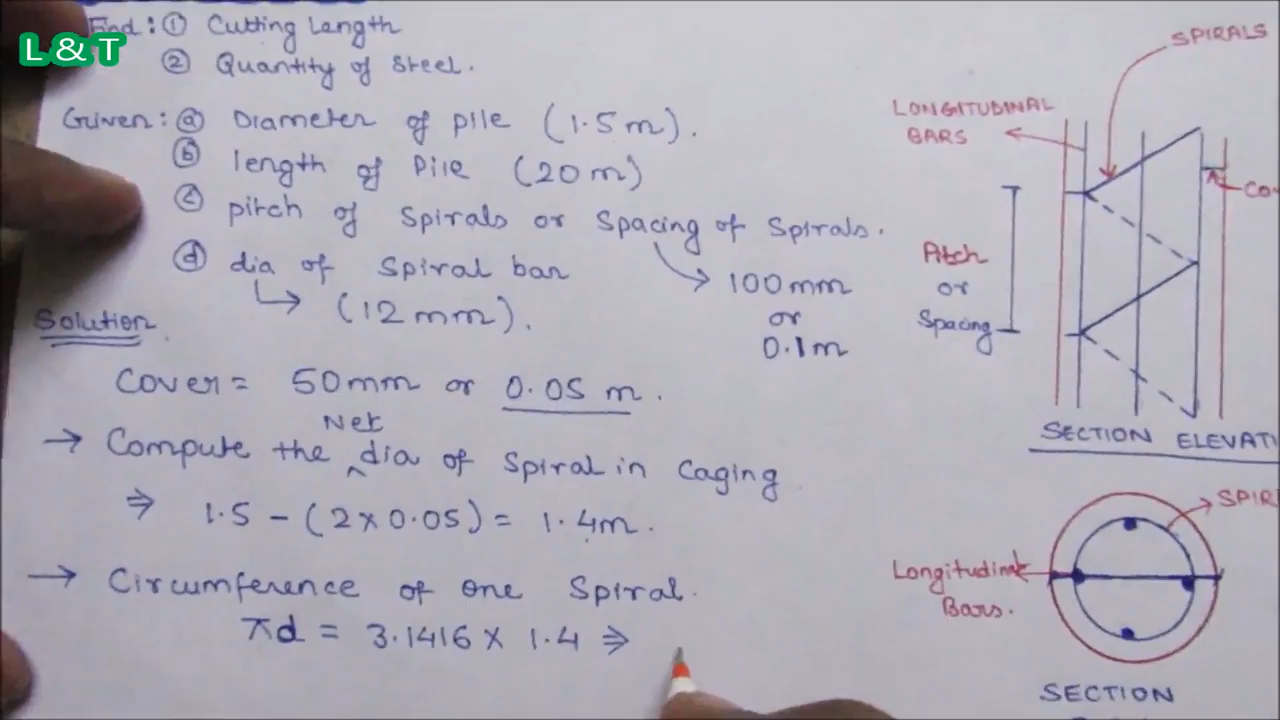 Find : ① Cutting Length
L & T
② Quantity of Steel.
Given : ⓐ Diameter of pile (1.5m).
ⓑ length of Pile (20m)
ⓒ pitch of Spirals or Spacing of Spirals.
100mm
or
0.1m
ⓓ dia of Spiral bar
(12mm).
Solution
Cover = 50mm or 0.05 m.
→ Compute the Net dia of Spiral in Caging
⇒ 1.5 - (2×0.05) = 1.4m.
→ Circumference of One Spiral.
πd = 3.1416 × 1.4 ⇒
SPIRALS
LONGITUDINAL
BARS
Pitch
or
Spacing
SECTION
Longitudinal
Bars.
SECTION